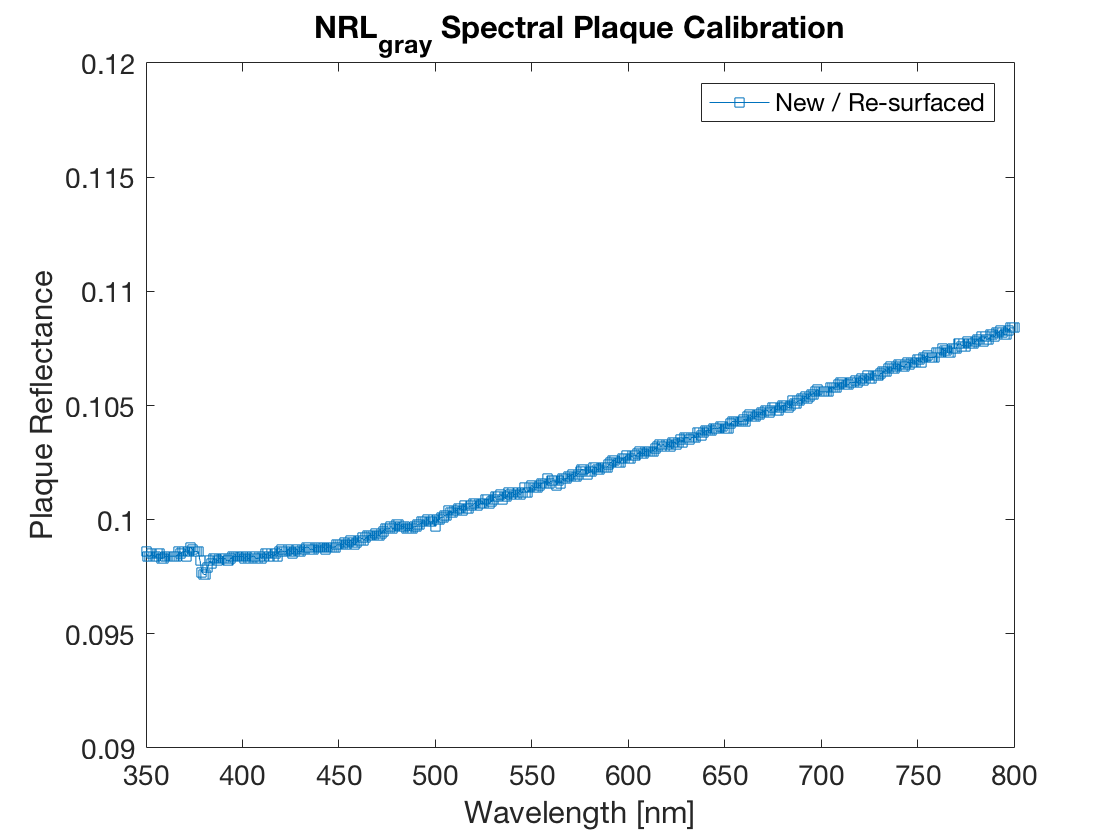 NRLgray Spectral Plaque Calibration
New / Re-surfaced
0.12
0.115
0.11
0.105
0.1
0.095
0.09
Plaque Reflectance
350 400 450 500 550 600 650 700 750 800
Wavelength [nm]